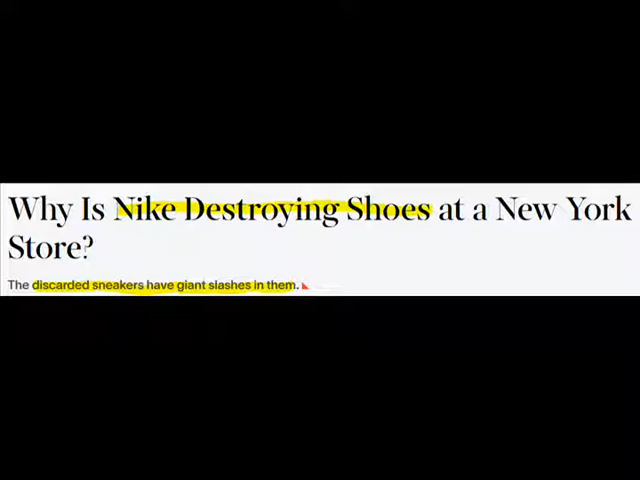 Why Is Nike Destroying Shoes at a New York
Store?
The discarded sneakers have giant slashes in them.